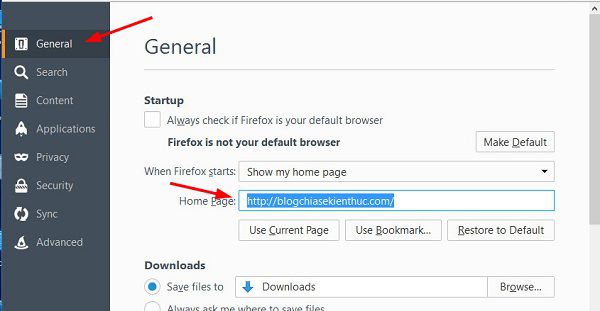 General
Search
Content
Applications
Privacy
Security
Sync
Advanced
General
Startup
Always check if Firefox is your default browser
Firefox is not your default browser
Make Default
When Firefox starts: Show my home page
Home Page: http://blogchiasekienthuc.com/
Use Current Page Use Bookmark... Restore to Default
Downloads
Save files to Downloads Browse...
Always ask me where to save files